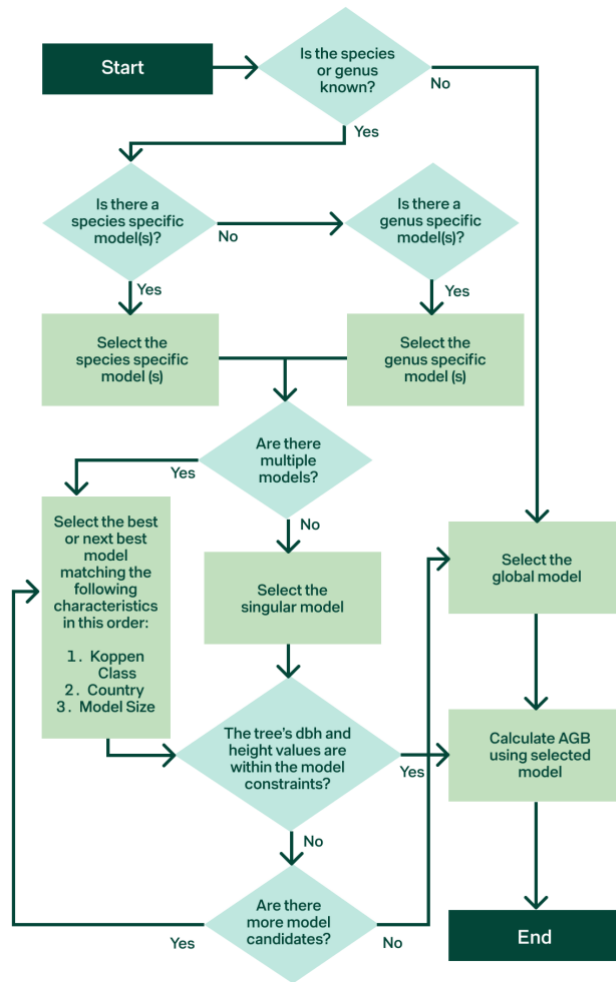 Start
Is the species
or genus
known?
No
Yes
Is there a
species specific
model(s)?
No
Is there a
genus specific
model(s)?
Yes
Yes
Select the
species specific
model (s)
Select the
genus specific
model (s)
Are there
multiple
models?
Yes
No
Select the best
or next best
model
matching the
following
characteristics
in this order:
1. Koppen
Class
2. Country
3. Model Size
Select the
singular model
Select the
global model
The tree's dbh and
height values are
within the model
constraints?
Yes
No
Calculate AGB
using selected
model
Are there
more model
candidates?
Yes
No
End